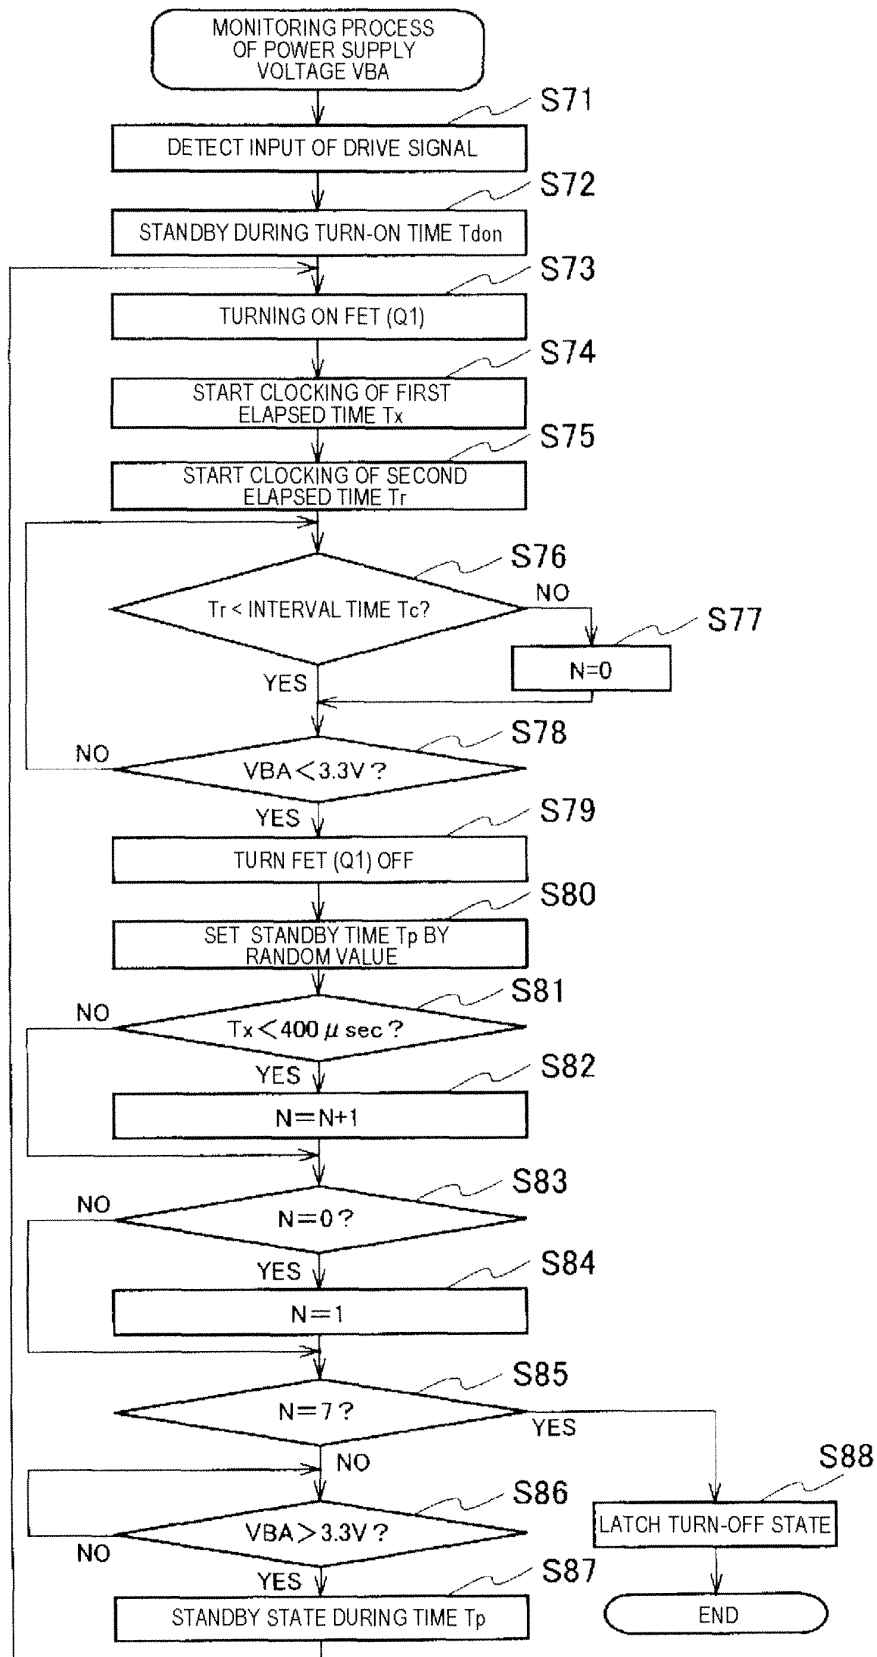 MONITORING PROCESS
OF POWER SUPPLY
VOLTAGE VBA
S71
DETECT INPUT OF DRIVE SIGNAL
S72
STANDBY DURING TURN-ON TIME Tdon
S73
TURNING ON FET (Q1)
S74
START CLOCKING OF FIRST
ELAPSED TIME Tx
S75
START CLOCKING OF SECOND
ELAPSED TIME Tr
S76
Tr < INTERVAL TIME Tc?
NO
S77
N=0
YES
S78
NO
VBA<3.3V?
YES
S79
TURN FET (Q1) OFF
S80
SET STANDBY TIME Tp BY
RANDOM VALUE
S81
NO
Tx<400 μ sec?
YES
S82
N=N+1
S83
NO
N=0?
YES
S84
N=1
S85
N=7?
YES
NO
S88
S86
LATCH TURN-OFF STATE
VBA>3.3V?
NO
YES
S87
STANDBY STATE DURING TIME Tp
END